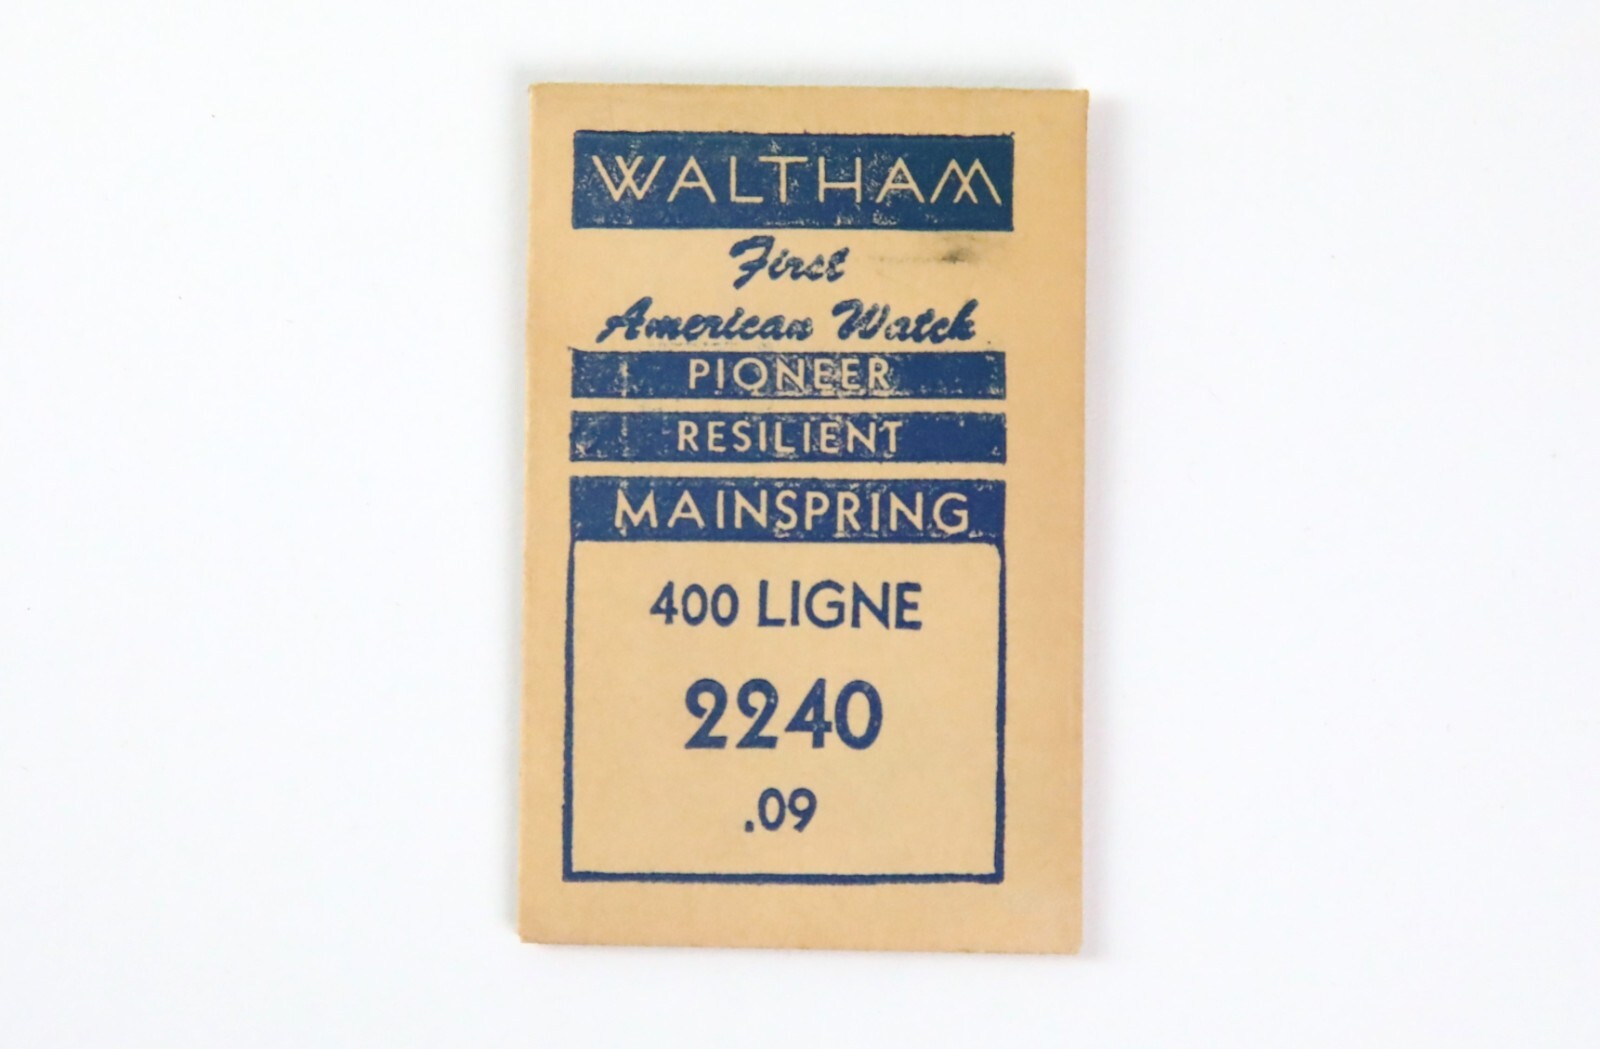 WALTHAM
First
American Watch
PIONEER
RESILIENT
MAINSPRING
400 LIGNE
2240
.09